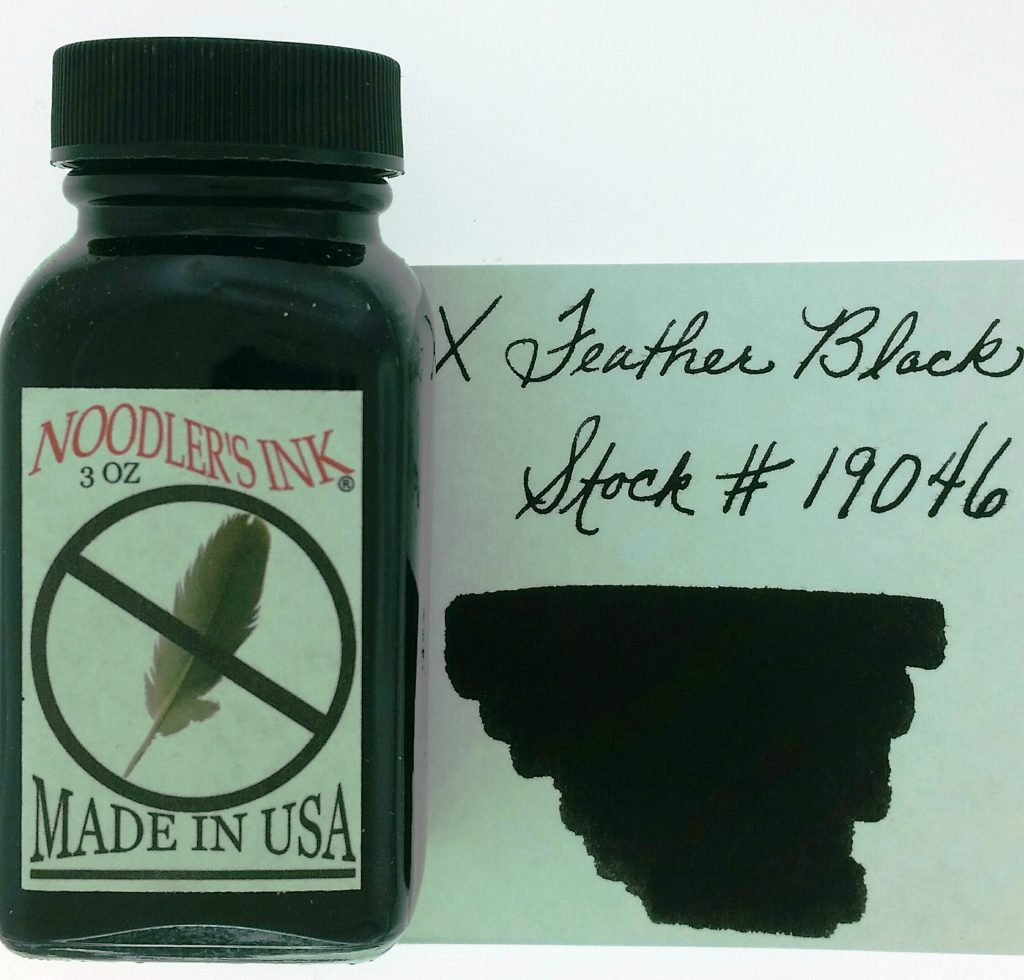 NOODLER'S INK®
3 OZ
MADE IN USA
X Feather Black
Stock # 19046